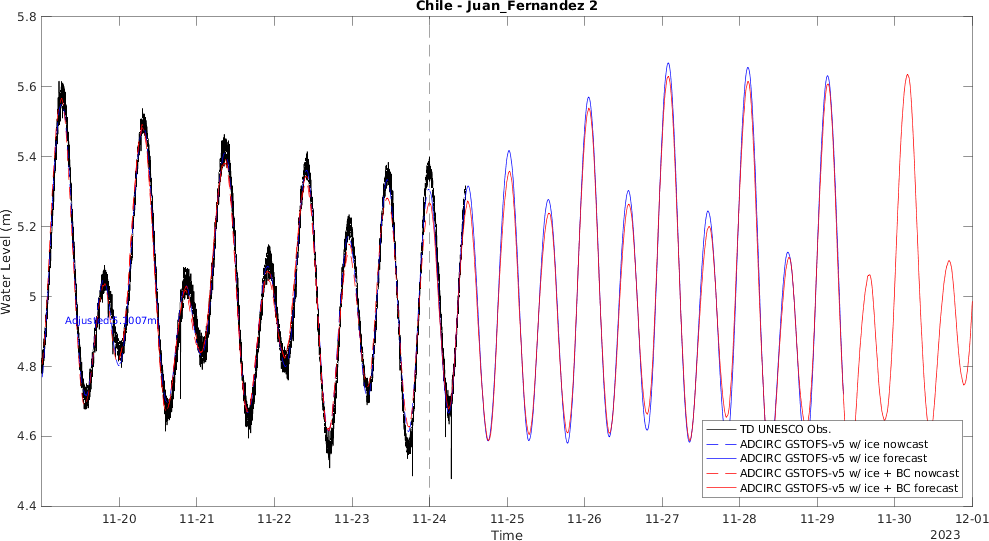 Chile - Juan_Fernandez 2
Water Level (m)
5.8
5.6
5.4
5.2
5
4.8
4.6
4.4
TD UNESCO Obs.
ADCIRC GSTOFS-v5 w/ ice nowcast
ADCIRC GSTOFS-v5 w/ ice forecast
ADCIRC GSTOFS-v5 w/ ice + BC nowcast
ADCIRC GSTOFS-v5 w/ ice + BC forecast
11-20 11-21 11-22 11-23 11-24 11-25 11-26 11-27 11-28 11-29 11-30 12-01
Time
2023